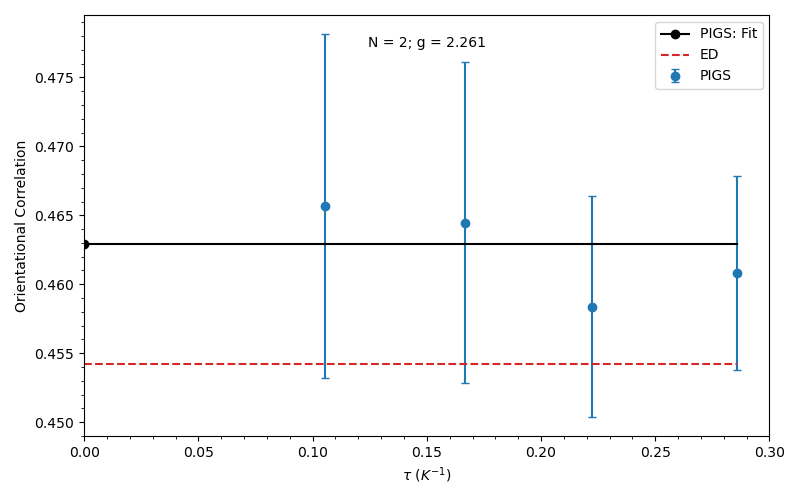 N = 2; g = 2.261
PIGS: Fit
ED
PIGS
Orientational Correlation
0.475
0.470
0.465
0.460
0.455
0.450
0.00
0.05
0.10
0.15
0.20
0.25
0.30
τ (K⁻¹)